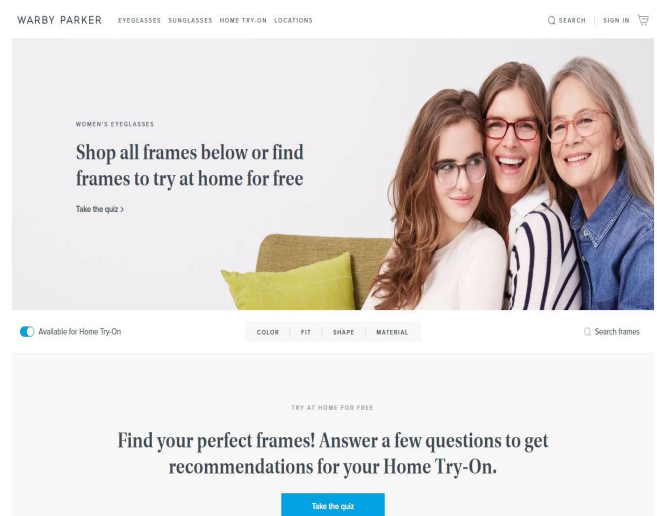 WARBY PARKER EYEGLASSES SUNGLASSES HOME TRY-ON LOCATIONS SEARCH SIGN IN
WOMEN'S EYEGLASSES
Shop all frames below or find
frames to try at home for free
Take the quiz >
Available for Home Try-On COLOR FIT SHAPE MATERIAL Search frames
TRY AT HOME FOR FREE
Find your perfect frames! Answer a few questions to get
recommendations for your Home Try-On.
Take the quiz